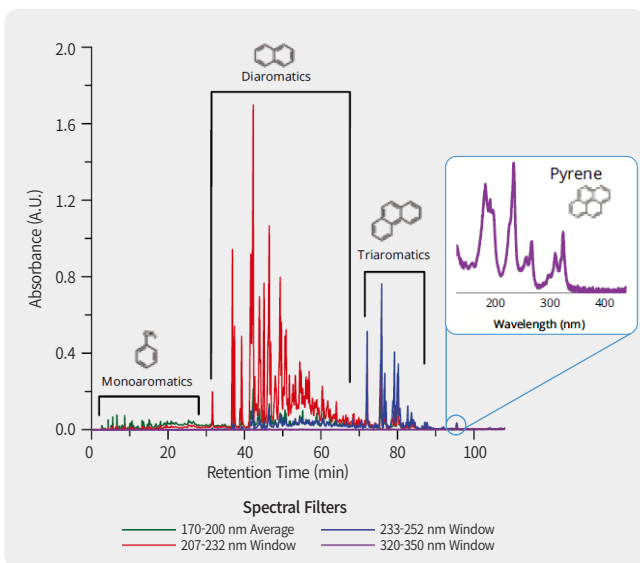 2.0
1.6
1.2
0.8
0.4
0.0
Absorbance (A.U.)
Diaromatics
Triaromatics
Monoaromatics
Pyrene
200 300 400
Wavelength (nm)
0 20 40 60 80 100
Retention Time (min)
Spectral Filters
170-200 nm Average
233-252 nm Window
207-232 nm Window
320-350 nm Window